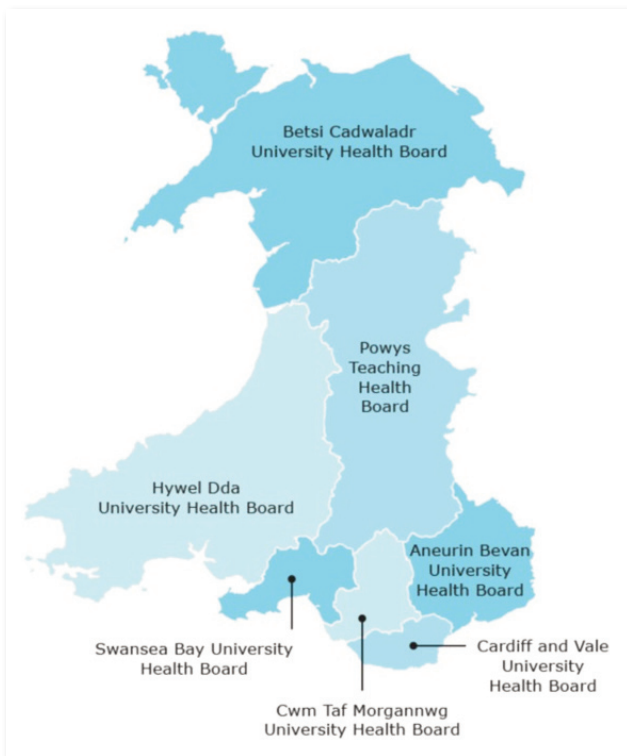 Betsi Cadwaladr
University Health Board
Powys
Teaching
Health
Board
Hywel Dda
University Health Board
Aneurin Bevan
University
Health Board
Swansea Bay University
Health Board
Cardiff and Vale
University
Health Board
Cwm Taf Morgannwg
University Health Board